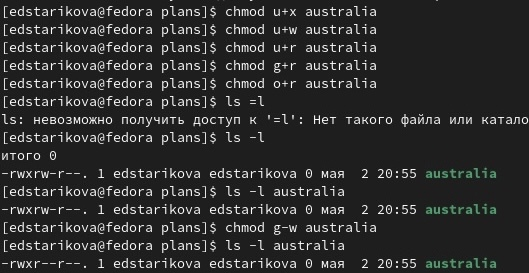 [edstarikova@fedora plans]$ chmod u+x australia
[edstarikova@fedora plans]$ chmod u+w australia
[edstarikova@fedora plans]$ chmod u+r australia
[edstarikova@fedora plans]$ chmod g+r australia
[edstarikova@fedora plans]$ chmod o+r australia
[edstarikova@fedora plans]$ ls =l
ls: невозможно получить доступ к '=l': Нет такого файла или катало
[edstarikova@fedora plans]$ ls -l
итого 0
-rwxrw-r--. 1 edstarikova edstarikova 0 мая  2 20:55 australia
[edstarikova@fedora plans]$ ls -l australia
-rwxrw-r--. 1 edstarikova edstarikova 0 мая  2 20:55 australia
[edstarikova@fedora plans]$ chmod g-w australia
[edstarikova@fedora plans]$ ls -l australia
-rwxr--r--. 1 edstarikova edstarikova 0 мая  2 20:55 australia